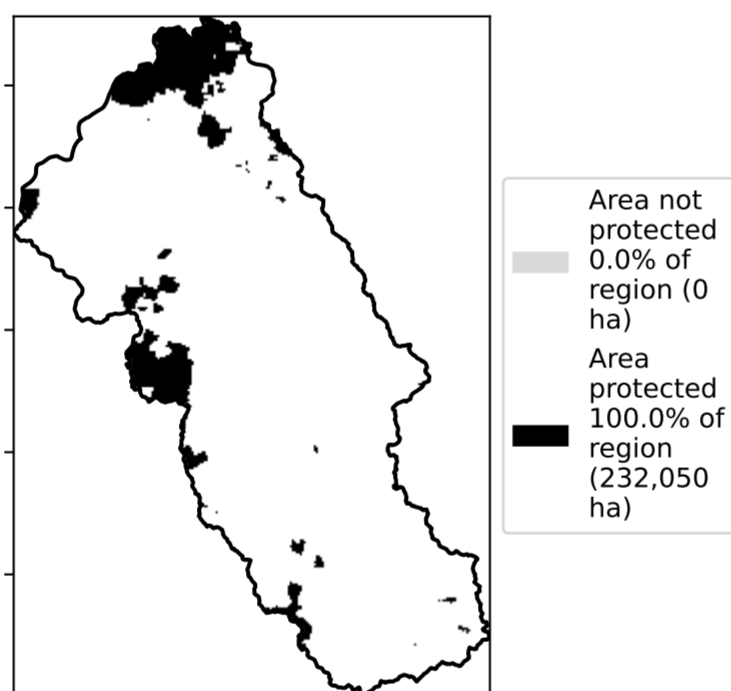 Area not
protected
0.0% of
region (0
ha)
Area
protected
100.0% of
region
(232,050
ha)